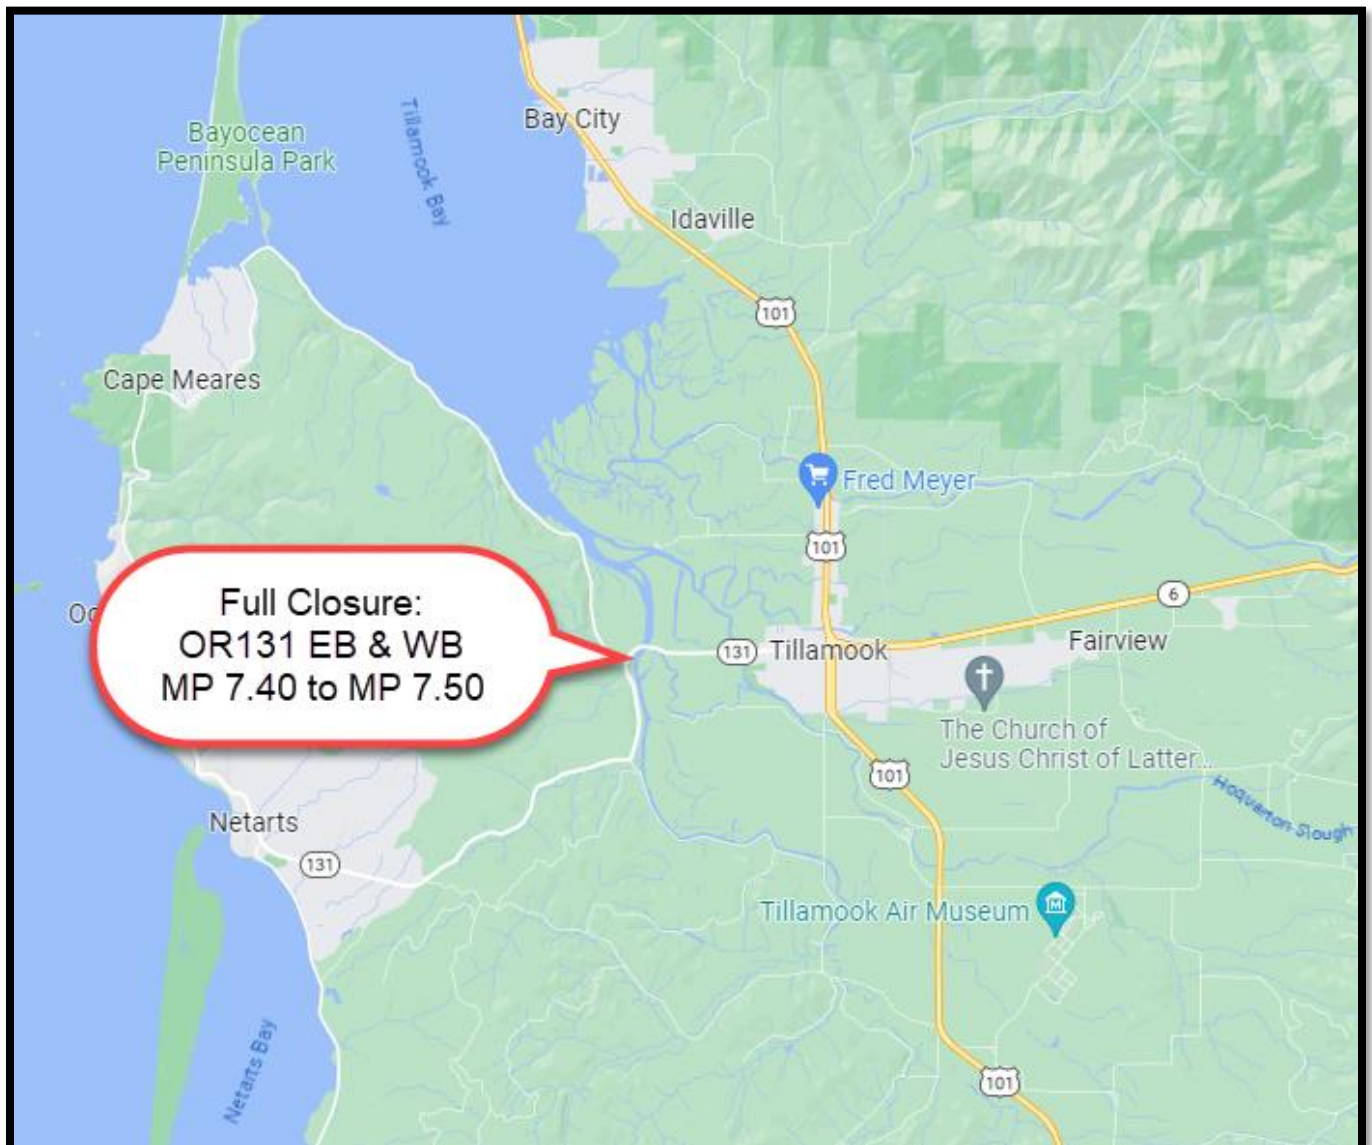 Bay City
Bayocean
Peninsula Park
Tillamook Bay
Idaville
101
Cape Meares
Fred Meyer
101
6
Full Closure:
OR131 EB & WB
MP 7.40 to MP 7.50
Oc
131
Tillamook
Fairview
The Church of
Jesus Christ of Latter...
101
Hoquarton Slough
Netarts
131
Tillamook Air Museum
M
Netarts Bay
101